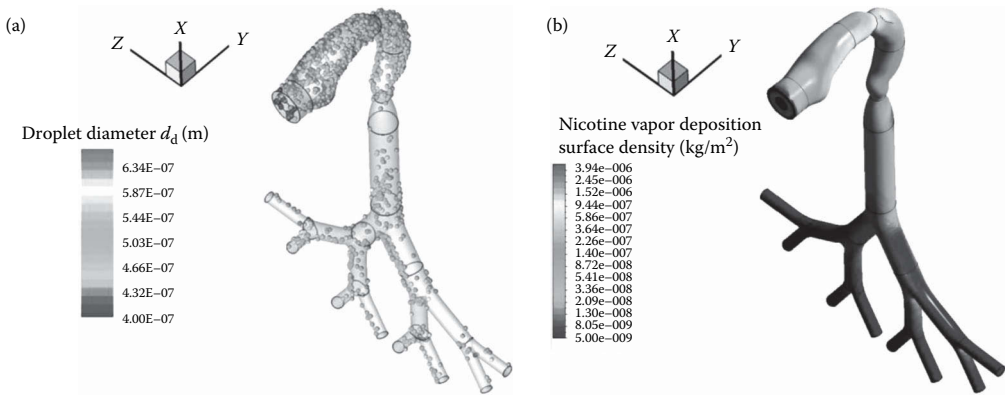 (a)
X
Z
Y
Droplet diameter d_d (m)
6.34E–07
5.87E–07
5.44E–07
5.03E–07
4.66E–07
4.32E–07
4.00E–07
(b)
X
Z
Y
Nicotine vapor deposition
surface density (kg/m²)
3.94e–006
2.45e–006
1.52e–006
9.44e–007
5.86e–007
3.64e–007
2.26e–007
1.40e–007
8.72e–008
5.41e–008
3.36e–008
2.09e–008
1.30e–008
8.05e–009
5.00e–009